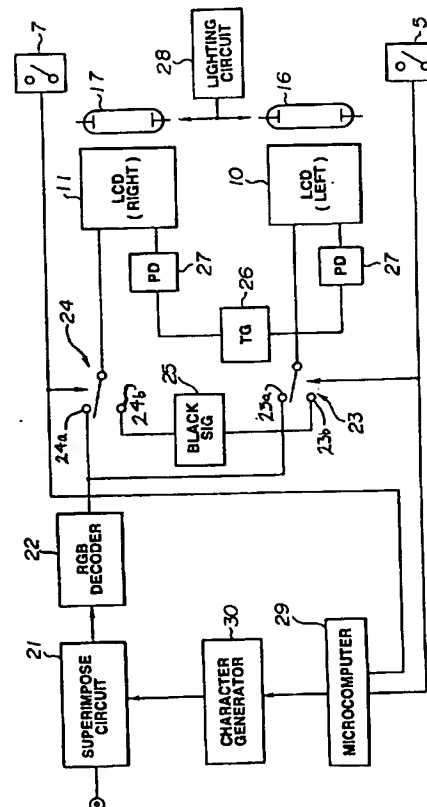 21
SUPERIMPOSE
CIRCUIT
22
RGB
DECODER
24a
24
24b
25
BLACK
SIG
23a
23b
23
11
LCD
(RIGHT)
PD
27
26
TG
10
LCD
(LEFT)
PD
27
17
7
28
LIGHTING
CIRCUIT
16
5
30
CHARACTER
GENERATOR
29
MICROCOMPUTER